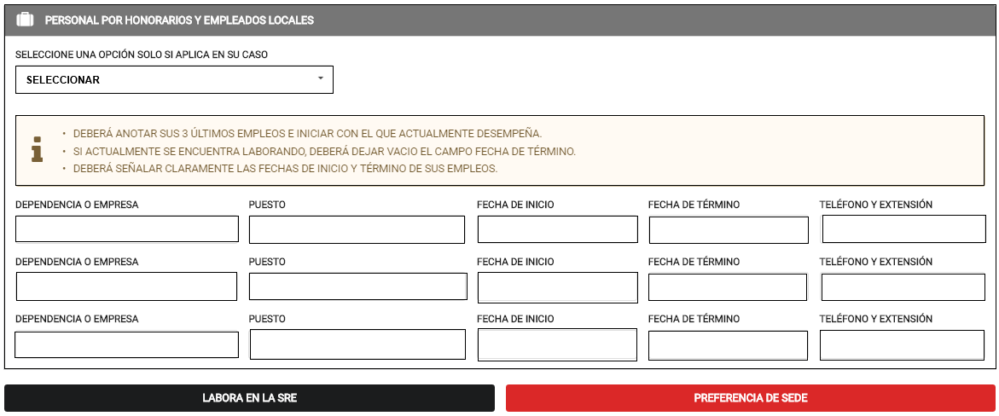 PERSONAL POR HONORARIOS Y EMPLEADOS LOCALES
SELECCIONE UNA OPCIÓN SOLO SI APLICA EN SU CASO
SELECCIONAR
• DEBERÁ ANOTAR SUS 3 ÚLTIMOS EMPLEOS E INICIAR CON EL QUE ACTUALMENTE DESEMPEÑA.
• SI ACTUALMENTE SE ENCUENTRA LABORANDO, DEBERÁ DEJAR VACIO EL CAMPO FECHA DE TÉRMINO.
• DEBERÁ SEÑALAR CLARAMENTE LAS FECHAS DE INICIO Y TÉRMINO DE SUS EMPLEOS.
DEPENDENCIA O EMPRESA PUESTO FECHA DE INICIO FECHA DE TÉRMINO TELÉFONO Y EXTENSIÓN
DEPENDENCIA O EMPRESA PUESTO FECHA DE INICIO FECHA DE TÉRMINO TELÉFONO Y EXTENSIÓN
DEPENDENCIA O EMPRESA PUESTO FECHA DE INICIO FECHA DE TÉRMINO TELÉFONO Y EXTENSIÓN
LABORA EN LA SRE PREFERENCIA DE SEDE